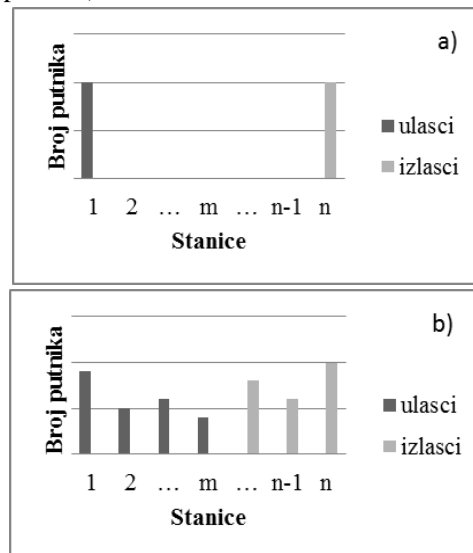 a)
Broj putnika
ulasci
izlasci
1 2 … m … n-1 n
Stanice
b)
Broj putnika
ulasci
izlasci
1 2 … m … n-1 n
Stanice